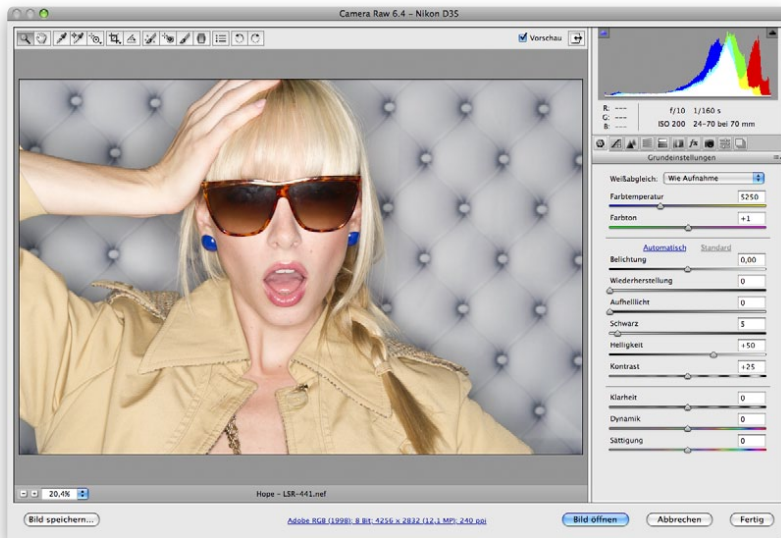 Camera Raw 6.4 – Nikon D3S
Vorschau
R: ---
G: ---
B: ---
f/10 1/160 s
ISO 200 24-70 bei 70 mm
Grundeinstellungen
Weißabgleich: Wie Aufnahme
Farbtemperatur 5250
Farbton +1
Automatisch Standard
Belichtung 0,00
Wiederherstellung 0
Aufhelllicht 0
Schwarz 5
Helligkeit +50
Kontrast +25
Klarheit 0
Dynamik 0
Sättigung 0
20,4% Hope – LSR-441.nef
Bild speichern... Adobe RGB (1998); 8 Bit; 4256 x 2832 (12,1 MP); 240 ppi Bild öffnen Abbrechen Fertig